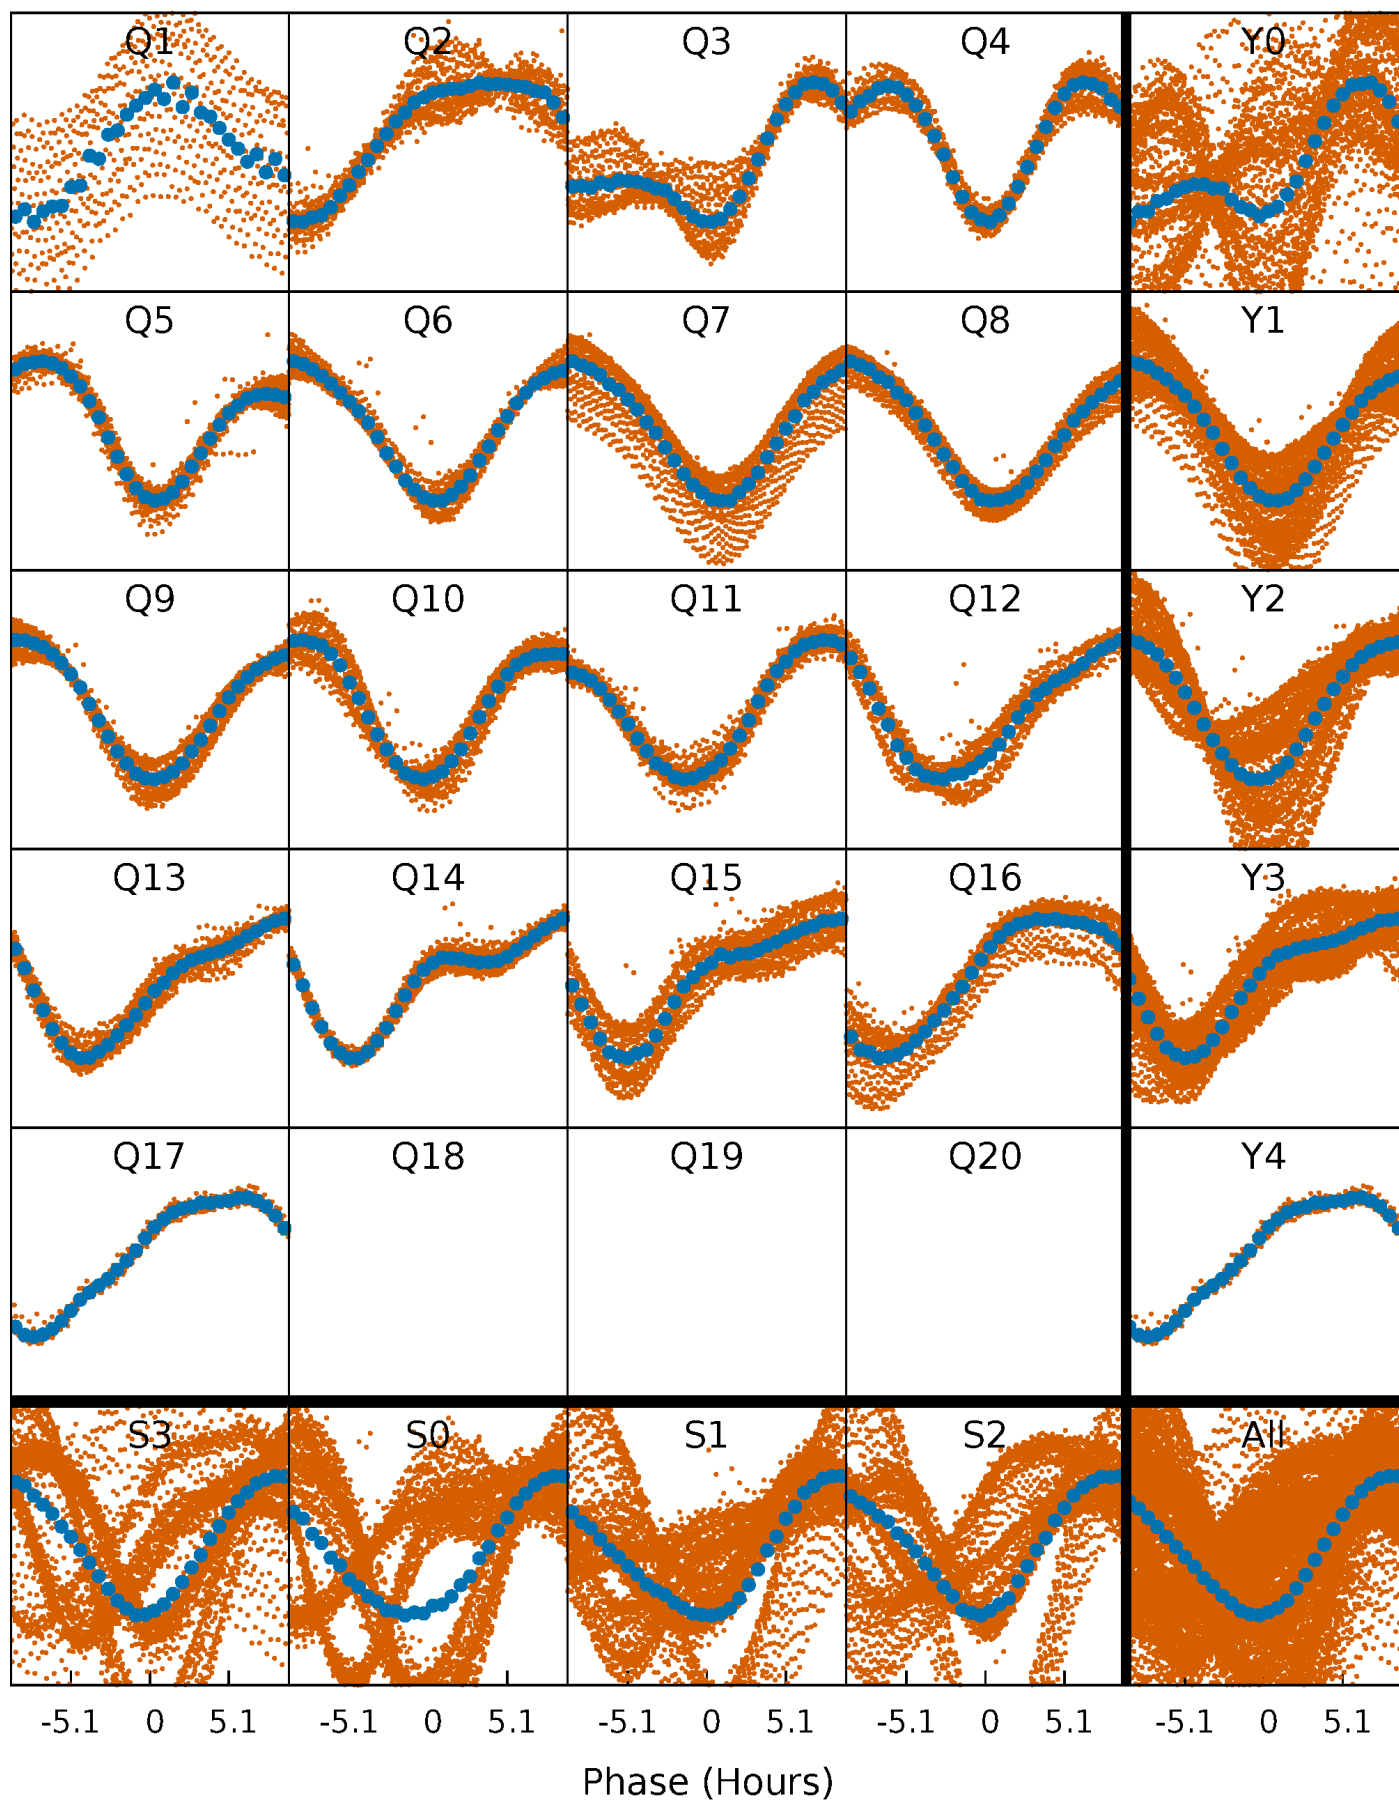 Q1 Q2 Q3 Q4 Y0
Q5 Q6 Q7 Q8 Y1
Q9 Q10 Q11 Q12 Y2
Q13 Q14 Q15 Q16 Y3
Q17 Q18 Q19 Q20 Y4
S3 S0 S1 S2 All
-5.1 0 5.1 -5.1 0 5.1 -5.1 0 5.1 -5.1 0 5.1 -5.1 0 5.1
Phase (Hours)